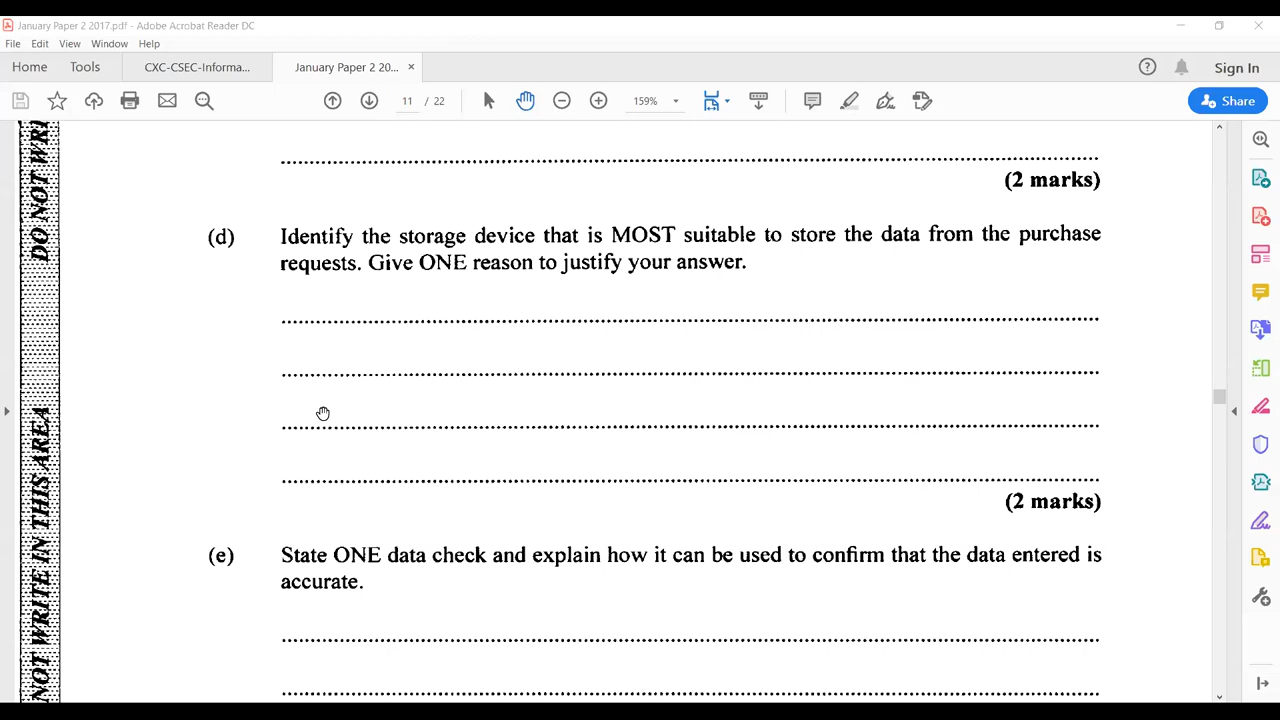 January Paper 2 2017.pdf - Adobe Acrobat Reader DC
File Edit View Window Help
Home Tools CXC-CSEC-Informa... January Paper 2 20... ×
11 / 22 159% Share
? Sign In
DO NOT WRI
(2 marks)
(d) Identify the storage device that is MOST suitable to store the data from the purchase
requests. Give ONE reason to justify your answer.
(2 marks)
NOT WRITE IN THIS AREA
(e) State ONE data check and explain how it can be used to confirm that the data entered is
accurate.